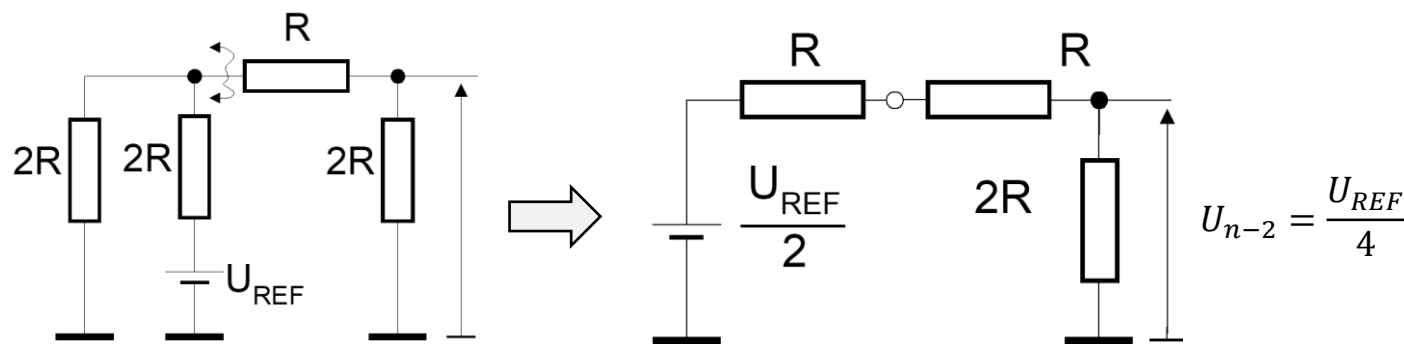 R
2R
2R
2R
U_REF
R
R
U_REF
2
2R
U_{n-2} = U_REF / 4